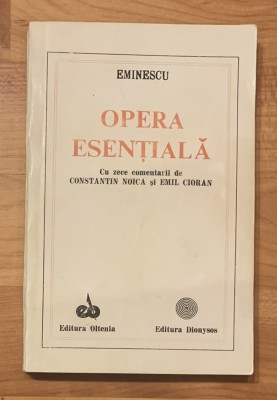 EMINESCU
OPERA
ESENȚIALĂ
Cu zece comentarii de
CONSTANTIN NOICA și EMIL CIORAN
Editura Oltenia
Editura Dionysos